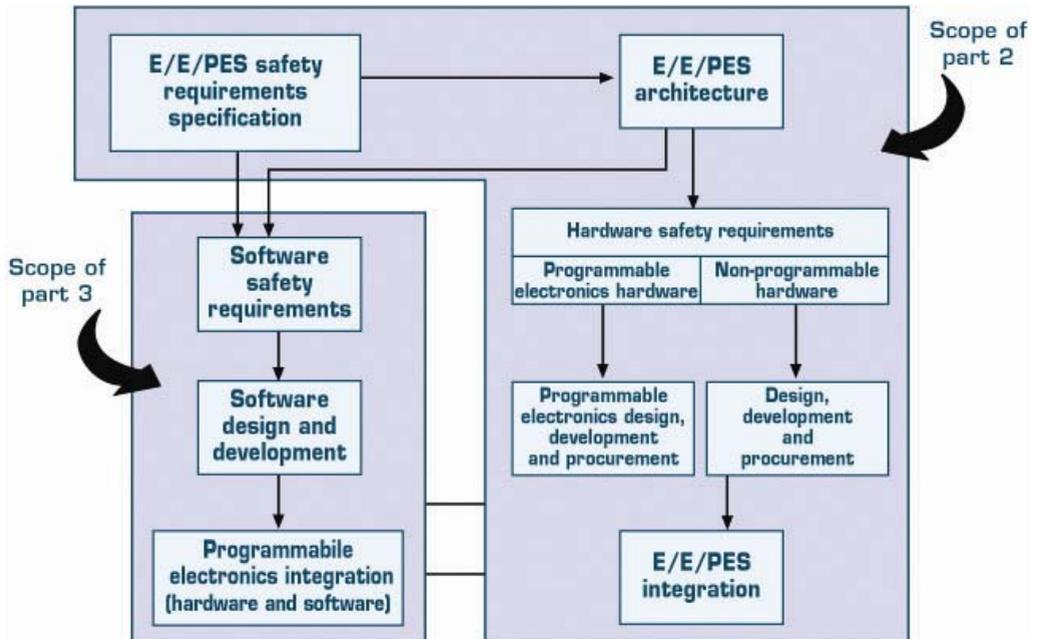 E/E/PES safety
requirements
specification
E/E/PES
architecture
Scope of
part 2
Hardware safety requirements
Programmable
electronics hardware
Non-programmable
hardware
Scope of
part 3
Software
safety
requirements
Software
design and
development
Programmable
electronics design,
development
and procurement
Design,
development
and
procurement
Programmabile
electronics integration
(hardware and software)
E/E/PES
integration